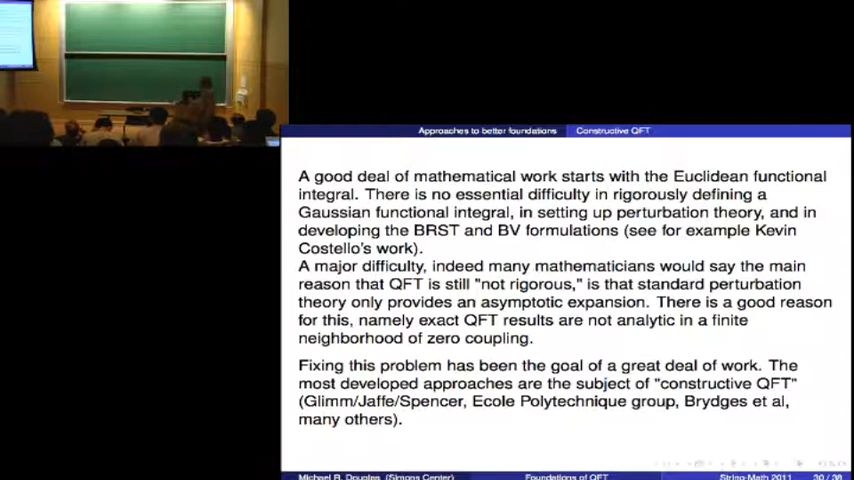 Approaches to better foundations Constructive QFT
A good deal of mathematical work starts with the Euclidean functional
integral. There is no essential difficulty in rigorously defining a
Gaussian functional integral, in setting up perturbation theory, and in
developing the BRST and BV formulations (see for example Kevin
Costello's work).
A major difficulty, indeed many mathematicians would say the main
reason that QFT is still "not rigorous," is that standard perturbation
theory only provides an asymptotic expansion. There is a good reason
for this, namely exact QFT results are not analytic in a finite
neighborhood of zero coupling.
Fixing this problem has been the goal of a great deal of work. The
most developed approaches are the subject of "constructive QFT"
(Glimm/Jaffe/Spencer, Ecole Polytechnique group, Brydges et al,
many others).
Michael R. Douglas (Simons Center) Foundations of QFT String-Math 2011 30 / 38